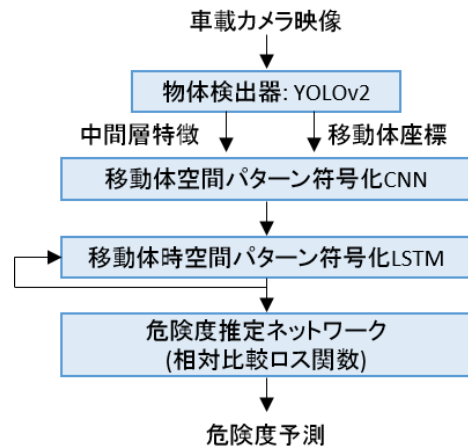 車載カメラ映像
物体検出器: YOLOv2
中間層特徴
移動体座標
移動体空間パターン符号化CNN
移動体時空間パターン符号化LSTM
危険度推定ネットワーク
(相対比較ロス関数)
危険度予測